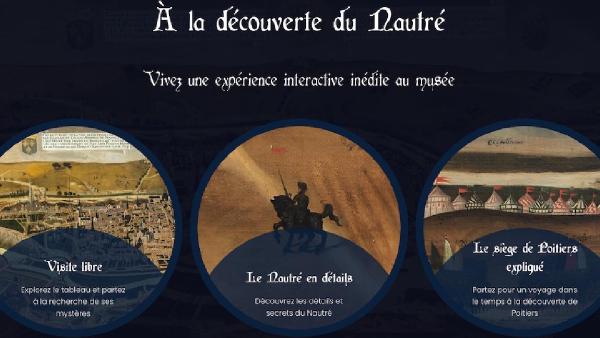 À la découverte du Nautré
Vivez une expérience interactive inédite au musée
Visite libre
Explorez le tableau et partez
à la recherche de ses
mystères
Le Nautré en détails
Découvrez les détails et
secrets du Nautré
Le siège de Poitiers
expliqué
Partez pour un voyage dans
le temps à la découverte de
Poitiers